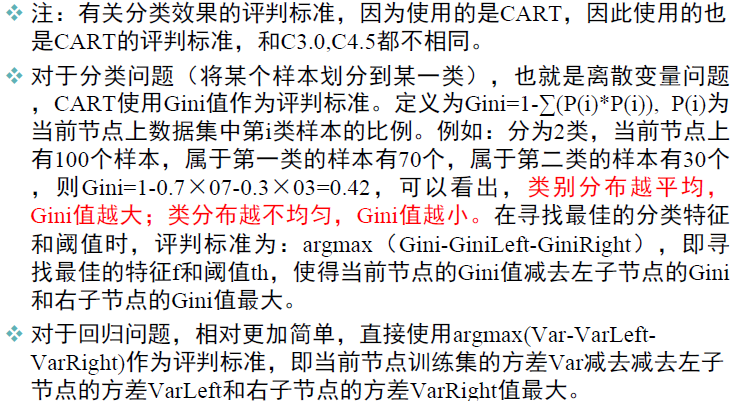 ❖ 注：有关分类效果的评判标准，因为使用的是CART，因此使用的也
是CART的评判标准，和C3.0,C4.5都不相同。
❖ 对于分类问题（将某个样本划分到某一类），也就是离散变量问题
，CART使用Gini值作为评判标准。定义为Gini=1-∑(P(i)*P(i)), P(i)为
当前节点上数据集中第i类样本的比例。例如：分为2类，当前节点上
有100个样本，属于第一类的样本有70个，属于第二类的样本有30个
，则Gini=1-0.7×07-0.3×03=0.42，可以看出，类别分布越平均，
Gini值越大；类分布越不均匀，Gini值越小。在寻找最佳的分类特征
和阈值时，评判标准为：argmax（Gini-GiniLeft-GiniRight），即寻
找最佳的特征f和阈值th，使得当前节点的Gini值减去左子节点的Gini
和右子节点的Gini值最大。
❖ 对于回归问题，相对更加简单，直接使用argmax(Var-VarLeft-
VarRight)作为评判标准，即当前节点训练集的方差Var减去减去左子
节点的方差VarLeft和右子节点的方差VarRight值最大。